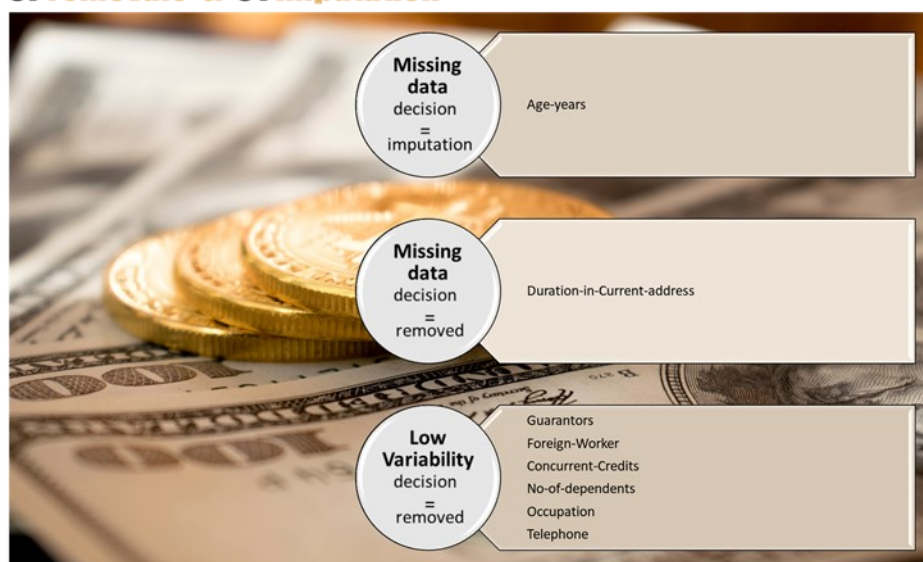 Missing
data
decision
=
imputation
Age-years
Missing
data
decision
=
removed
Duration-in-Current-address
Low
Variability
decision
=
removed
Guarantors
Foreign-Worker
Concurrent-Credits
No-of-dependents
Occupation
Telephone